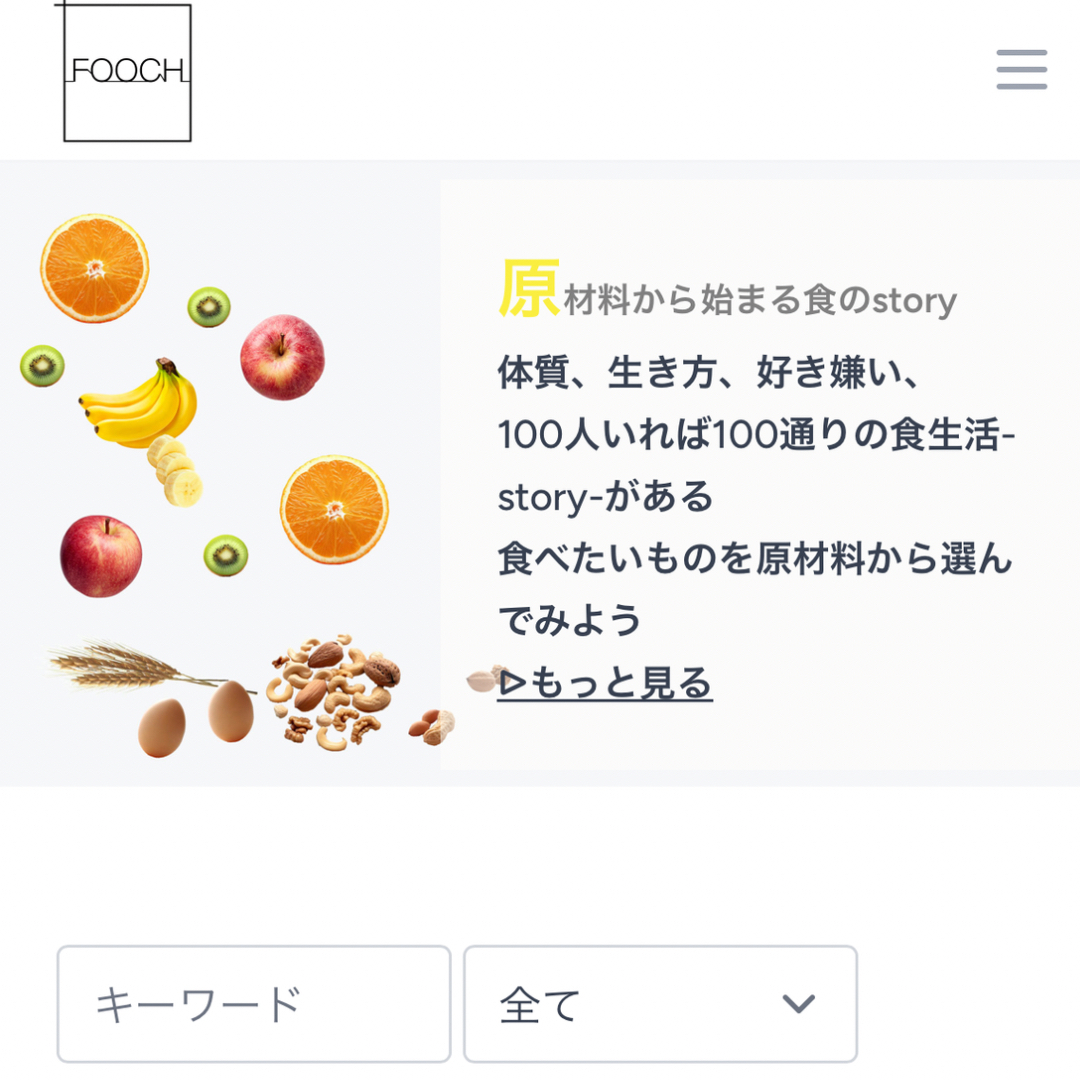 FOOCH
原材料から始まる食のstory
体質、生き方、好き嫌い、
100人いれば100通りの食生活-
story-がある
食べたいものを原材料から選ん
でみよう
▷もっと見る
キーワード
全て